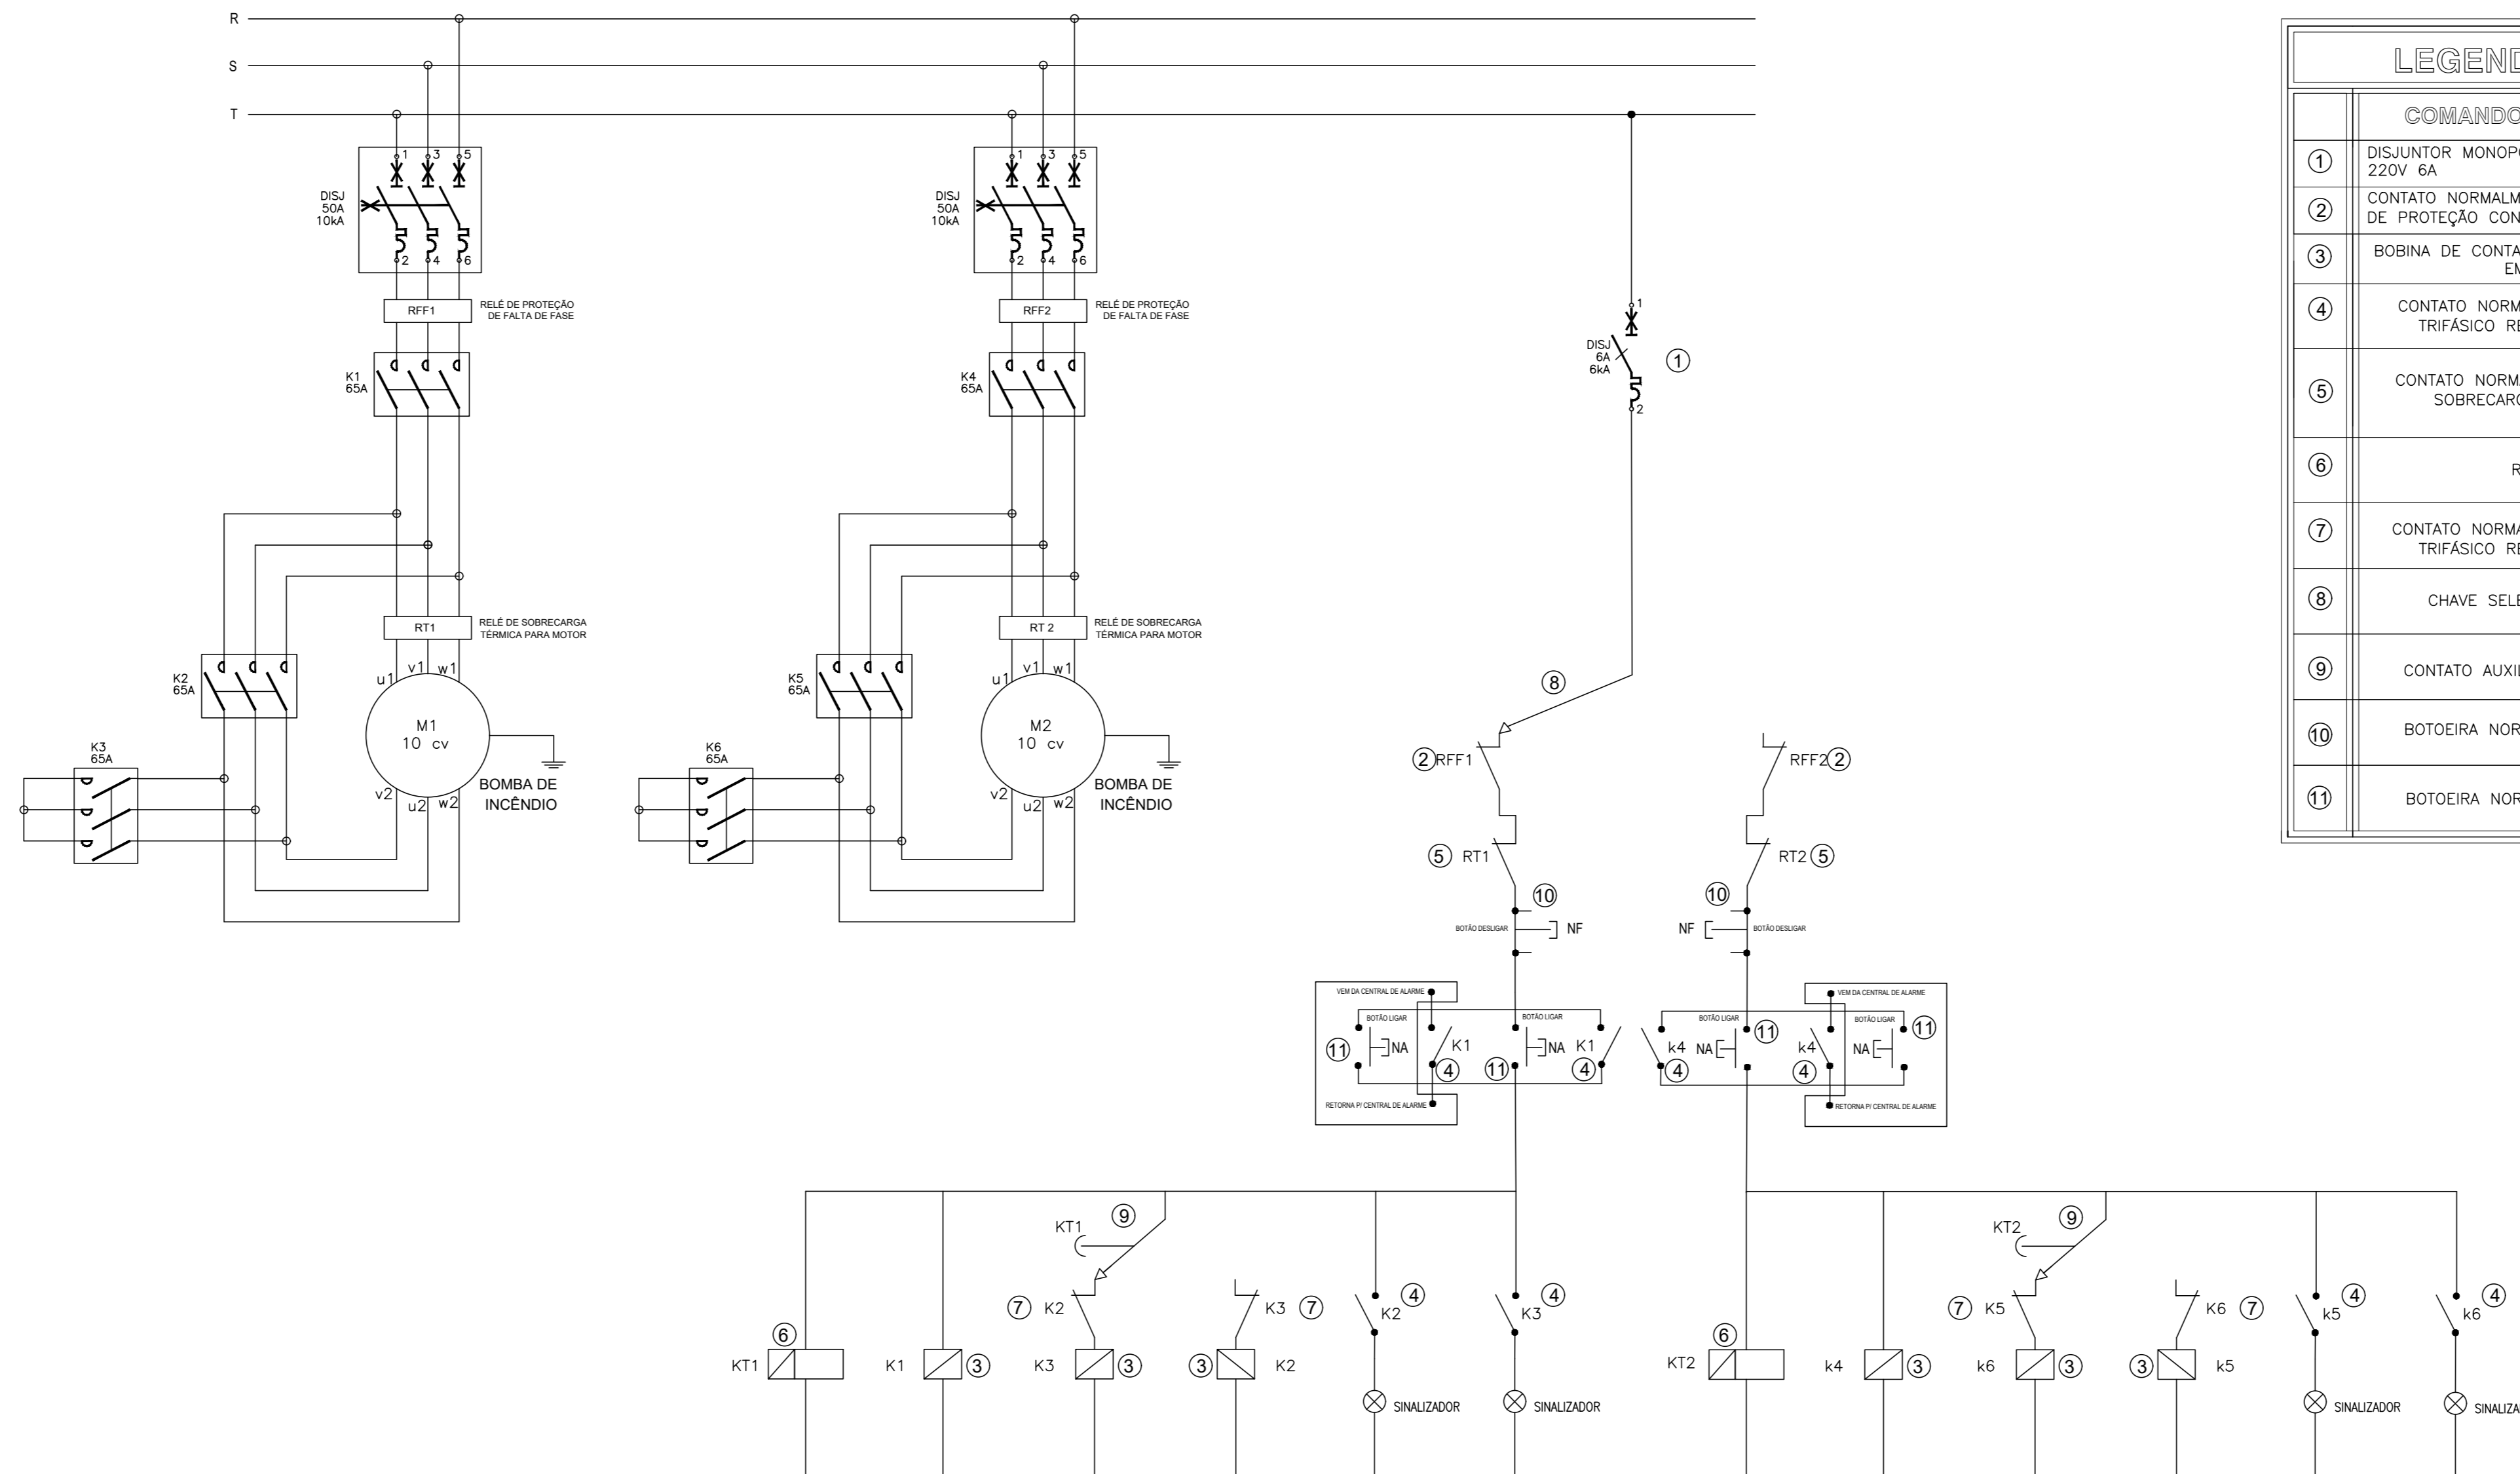 R
S
T
1 3 5
DISJ
50A
10kA
2 4 6
RFF1
RELÉ DE PROTEÇÃO
DE FALTA DE FASE
K1
65A
RT1
RELÉ DE SOBRECARGA
TÉRMICA PARA MOTOR
K2
65A
u1 v1 w1
M1
10 cv
K3
65A
v2 u2 w2
BOMBA DE
INCÊNDIO
1 3 5
DISJ
50A
10kA
2 4 6
RFF2
RELÉ DE PROTEÇÃO
DE FALTA DE FASE
K4
65A
RT 2
RELÉ DE SOBRECARGA
TÉRMICA PARA MOTOR
K5
65A
u1 v1 w1
M2
10 cv
K6
65A
v2 u2 w2
BOMBA DE
INCÊNDIO
1
DISJ
6A
6kA
1
2
8
2 RFF1
RFF2 2
5 RT1
RT2 5
10
10
BOTÃO DESLIGAR
NF
NF
BOTÃO DESLIGAR
VEM DA CENTRAL DE ALARME
BOTÃO LIGAR
11
NA
K1
4
RETORNA P/ CENTRAL DE ALARME
BOTÃO LIGAR
11
NA
K1
4
k4
4
BOTÃO LIGAR
NA
11
VEM DA CENTRAL DE ALARME
k4
4
BOTÃO LIGAR
NA
11
RETORNA P/ CENTRAL DE ALARME
KT1
9
7 K2
K3 7
4
K2
4
K3
6
KT1
K1 3
K3 3
3 K2
SINALIZADOR
SINALIZADOR
KT2
9
7 K5
K6 7
4
k5
4
k6
6
KT2
k4 3
k6 3
3 k5
SINALIZADOR
SINALIZA
LEGEND
COMANDO
1 DISJUNTOR MONOP
220V 6A
2 CONTATO NORMALM
DE PROTEÇÃO CON
3 BOBINA DE CONTA
EM
4 CONTATO NORM
TRIFÁSICO RE
5 CONTATO NORMA
SOBRECARG
6 R
7 CONTATO NORMA
TRIFÁSICO RE
8 CHAVE SELE
9 CONTATO AUXIL
10 BOTOEIRA NOR
11 BOTOEIRA NOR